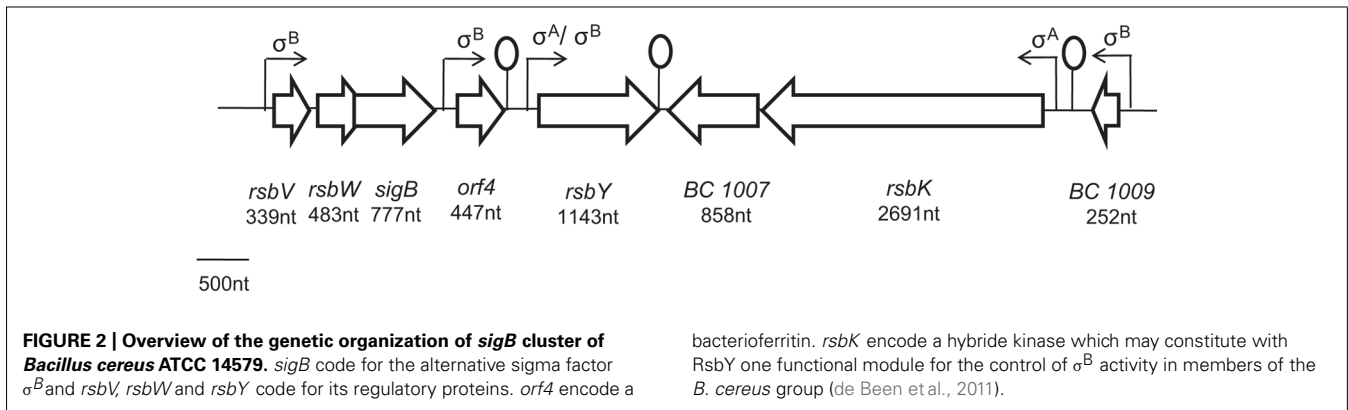 σB σB σA/ σB σA σB
rsbV rsbW sigB orf4 rsbY BC 1007 rsbK BC 1009
339nt 483nt 777nt 447nt 1143nt 858nt 2691nt 252nt
500nt
FIGURE 2 | Overview of the genetic organization of sigB cluster of
Bacillus cereus ATCC 14579. sigB code for the alternative sigma factor
σB and rsbV, rsbW and rsbY code for its regulatory proteins. orf4 encode a
bacterioferritin. rsbK encode a hybride kinase which may constitute with
RsbY one functional module for the control of σB activity in members of the
B. cereus group (de Been et al., 2011).